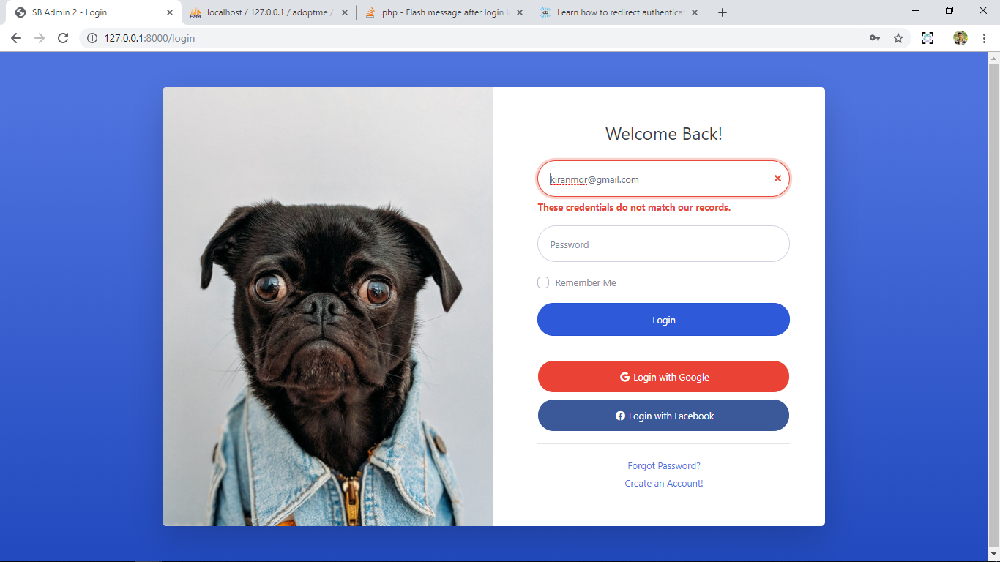 SB Admin 2 - Login
localhost / 127.0.0.1 / adoptme /
php - Flash message after login
Learn how to redirect authentica
127.0.0.1:8000/login
Welcome Back!
kiranmgr@gmail.com
These credentials do not match our records.
Password
Remember Me
Login
Login with Google
Login with Facebook
Forgot Password?
Create an Account!